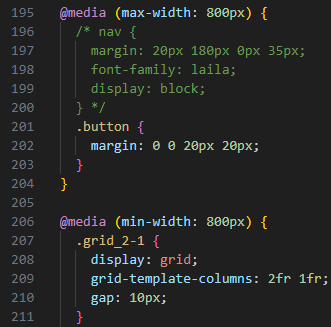 195 @media (max-width: 800px) {
196 /* nav {
197 margin: 20px 180px 0px 35px;
198 font-family: laila;
199 display: block;
200 } */
201 .button {
202 margin: 0 0 20px 20px;
203 }
204 }
205
206 @media (min-width: 800px) {
207 .grid_2-1 {
208 display: grid;
209 grid-template-columns: 2fr 1fr;
210 gap: 10px;
211 }